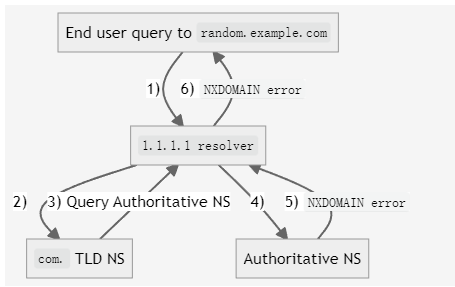 End user query to random.example.com
1) 6) NXDOMAIN error
1.1.1.1 resolver
2) 3) Query Authoritative NS 4) 5) NXDOMAIN error
com. TLD NS
Authoritative NS